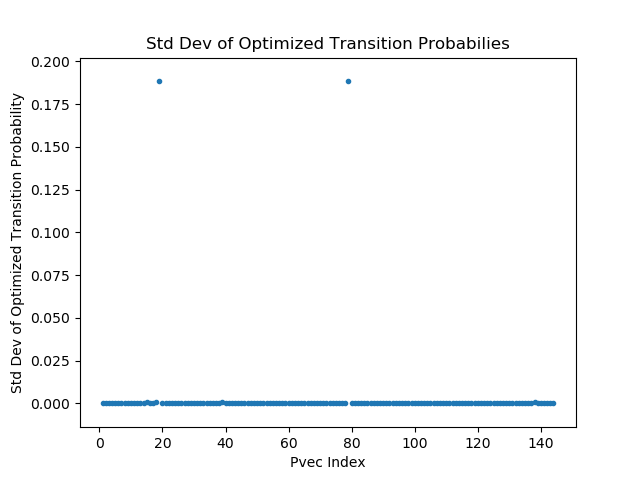 Std Dev of Optimized Transition Probabilies
0.200
0.175
0.150
0.125
0.100
0.075
0.050
0.025
0.000
Std Dev of Optimized Transition Probability
0 20 40 60 80 100 120 140
Pvec Index